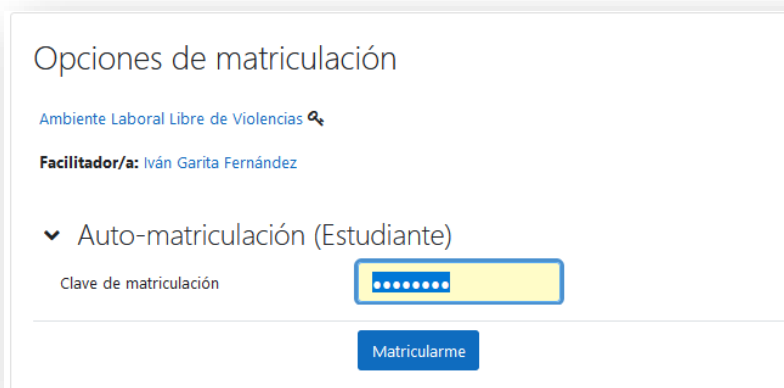 Opciones de matriculación
Ambiente Laboral Libre de Violencias
Facilitador/a: Iván Garita Fernández
Auto-matriculación (Estudiante)
Clave de matriculación ••••••••
Matricularme